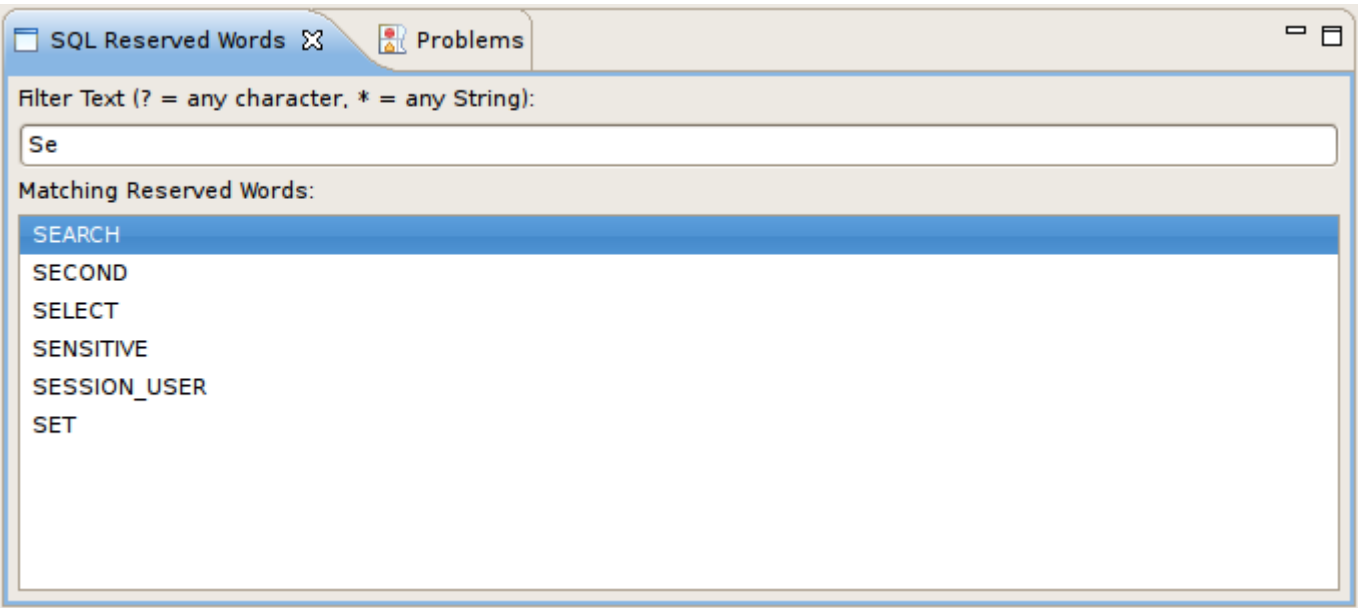 SQL Reserved Words Problems
Filter Text (? = any character, * = any String):
Se
Matching Reserved Words:
SEARCH
SECOND
SELECT
SENSITIVE
SESSION_USER
SET